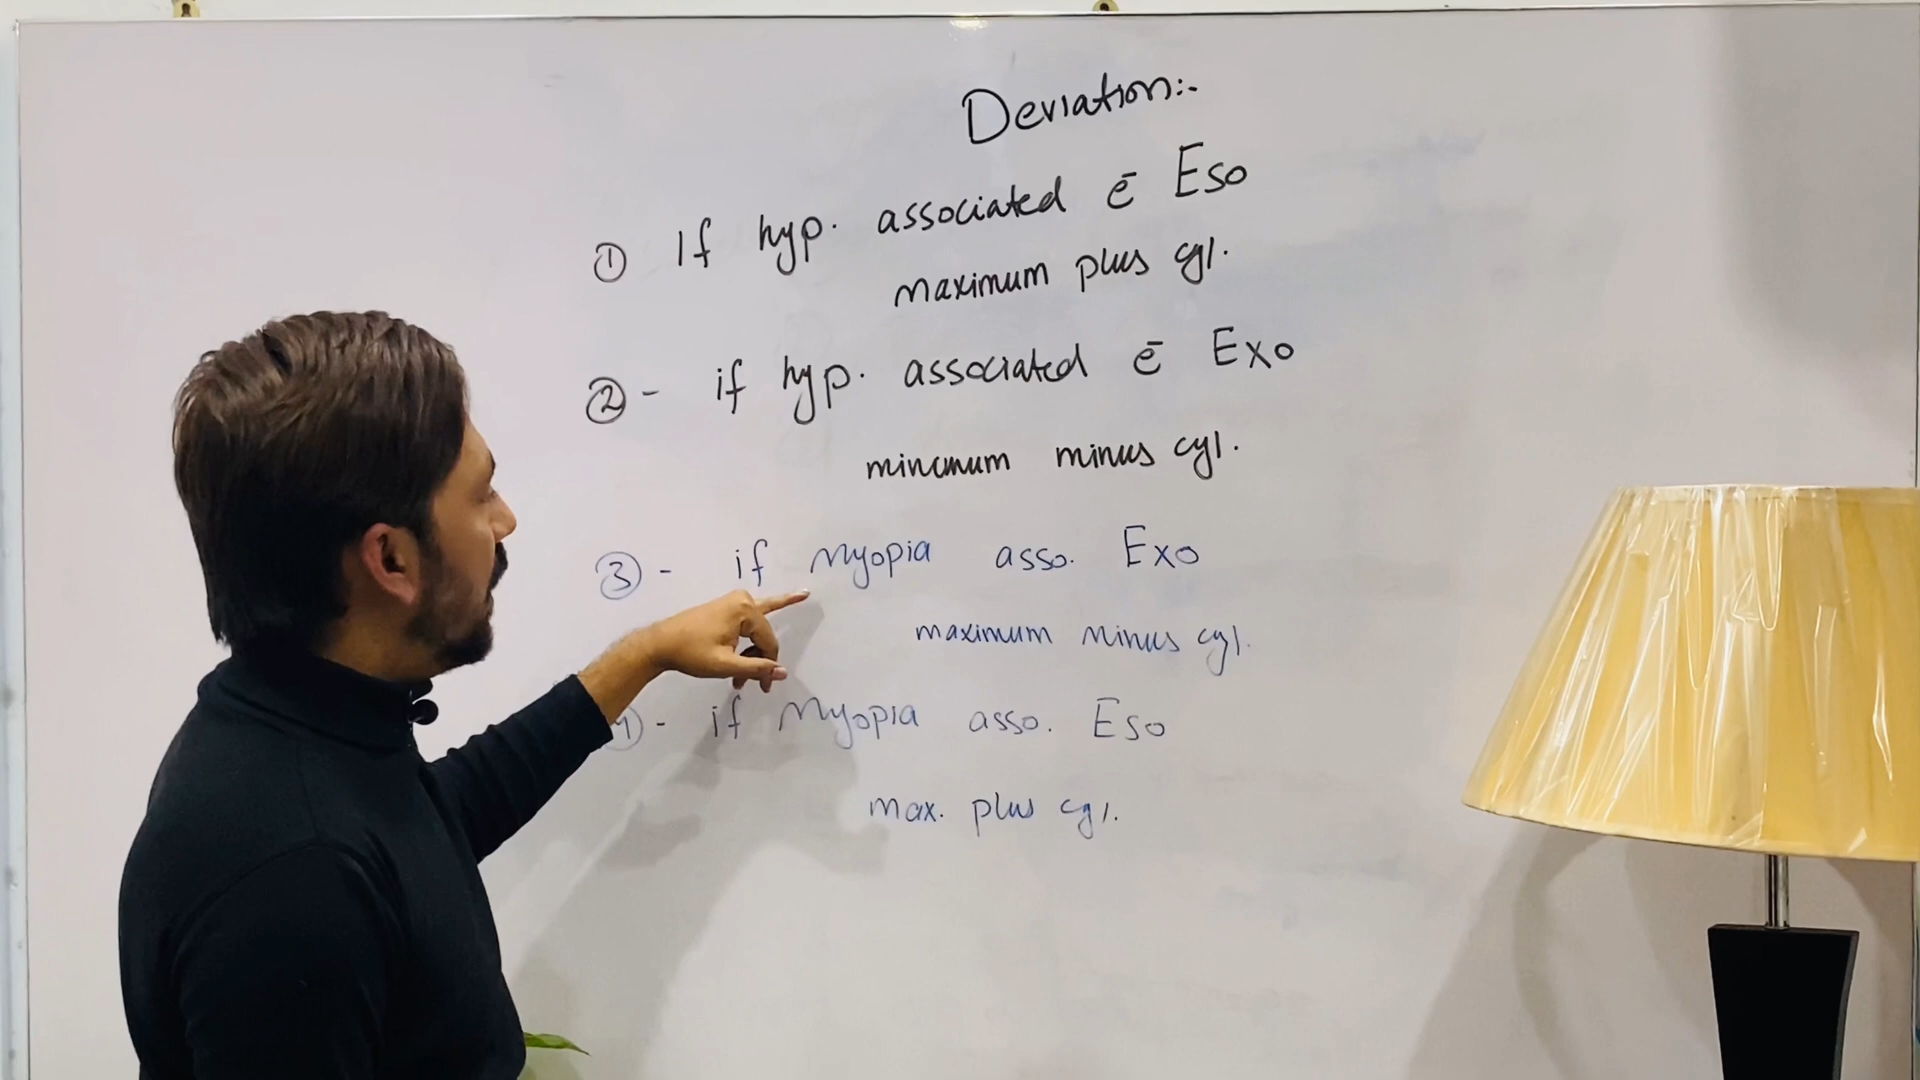 Deviation:-
① If hyp. associated ē Eso
maximum plus cyl.
②- if hyp. associated ē Exo
minimum minus cyl.
③- if Myopia asso. Exo
maximum minus cyl.
④- if Myopia asso. Eso
max. plus cyl.